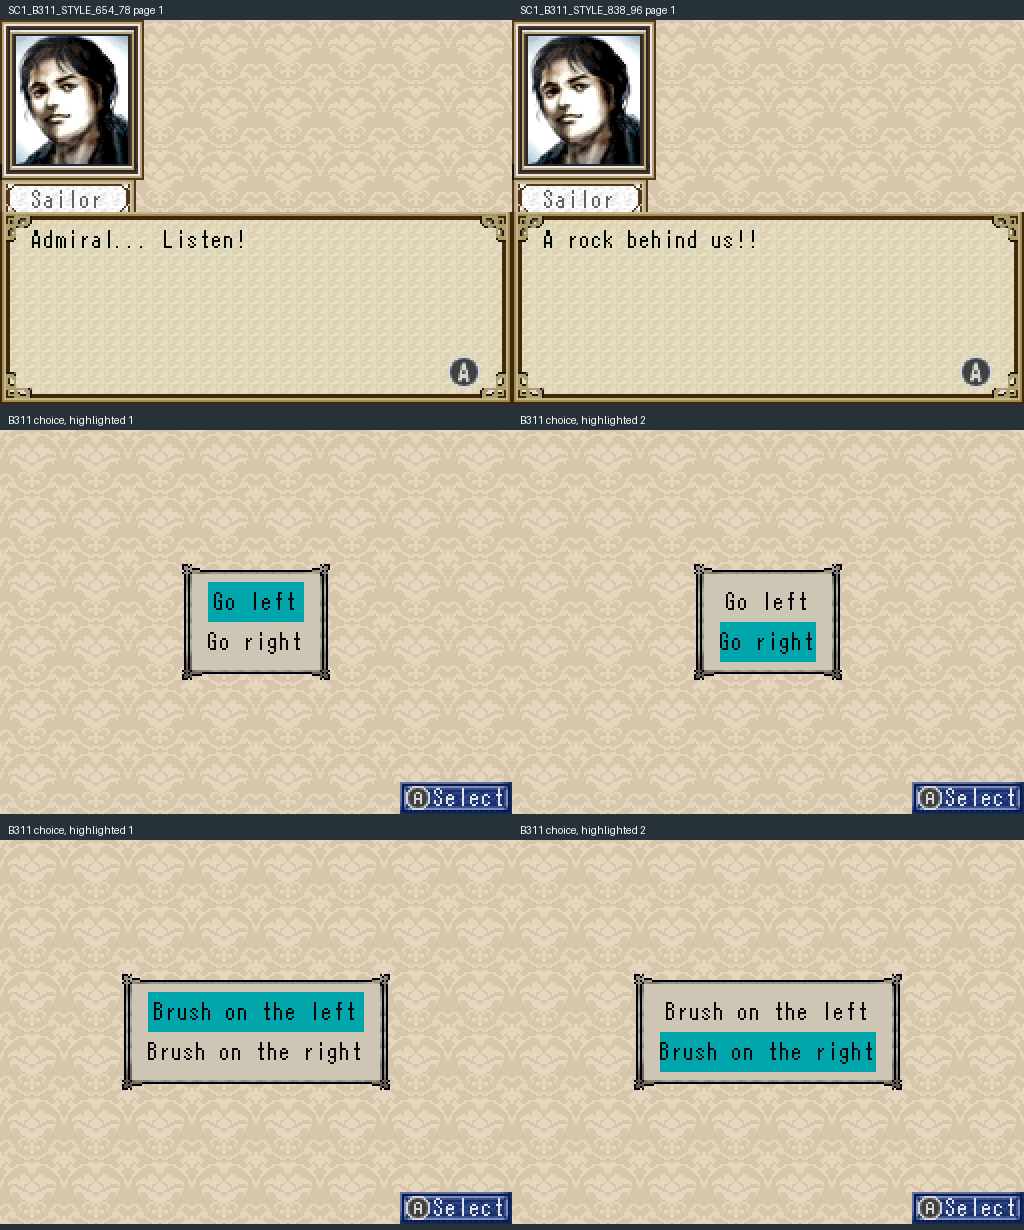 SC1_B311_STYLE_654_78 page 1
SC1_B311_STYLE_838_96 page 1
Sailor
Sailor
Admiral... Listen!
A rock behind us!!
A
A
B311 choice, highlighted 1
B311 choice, highlighted 2
Go left
Go right
Go left
Go right
A Select
A Select
B311 choice, highlighted 1
B311 choice, highlighted 2
Brush on the left
Brush on the right
Brush on the left
Brush on the right
A Select
A Select